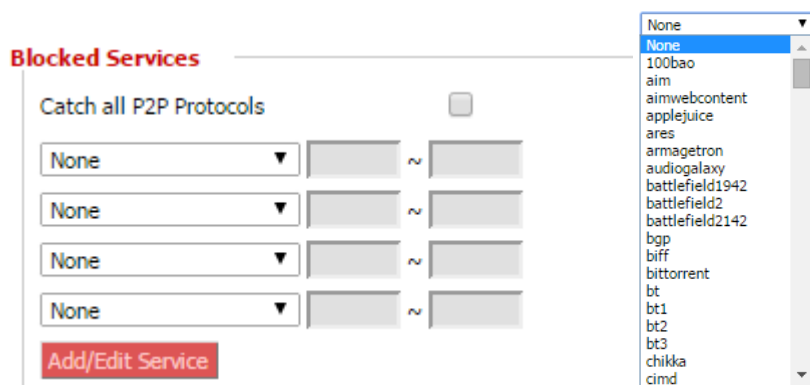 Blocked Services
Catch all P2P Protocols
None ~
None ~
None ~
None ~
Add/Edit Service
None
None
100bao
aim
aimwebcontent
applejuice
ares
armagetron
audiogalaxy
battlefield1942
battlefield2
battlefield2142
bgp
biff
bittorrent
bt
bt1
bt2
bt3
chikka
cimd